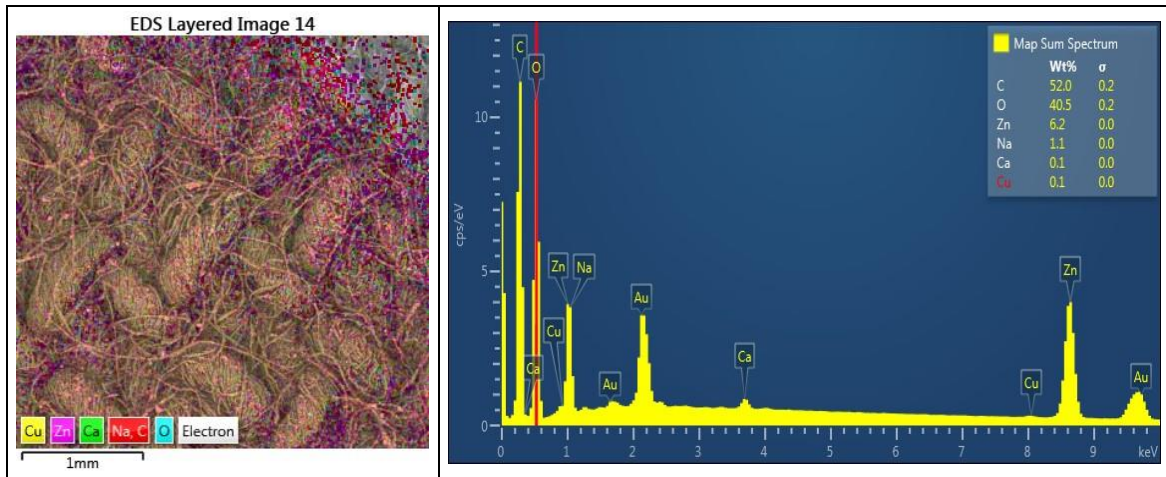 EDS Layered Image 14
Cu Zn Ca Na, C O Electron
1mm
Map Sum Spectrum
Wt% σ
C 52.0 0.2
O 40.5 0.2
Zn 6.2 0.0
Na 1.1 0.0
Ca 0.1 0.0
Cu 0.1 0.0
cps/eV
10
5
0
C
O
Zn
Na
Cu
Ca
Au
Au
Ca
Cu
Zn
Au
0 1 2 3 4 5 6 7 8 9 keV